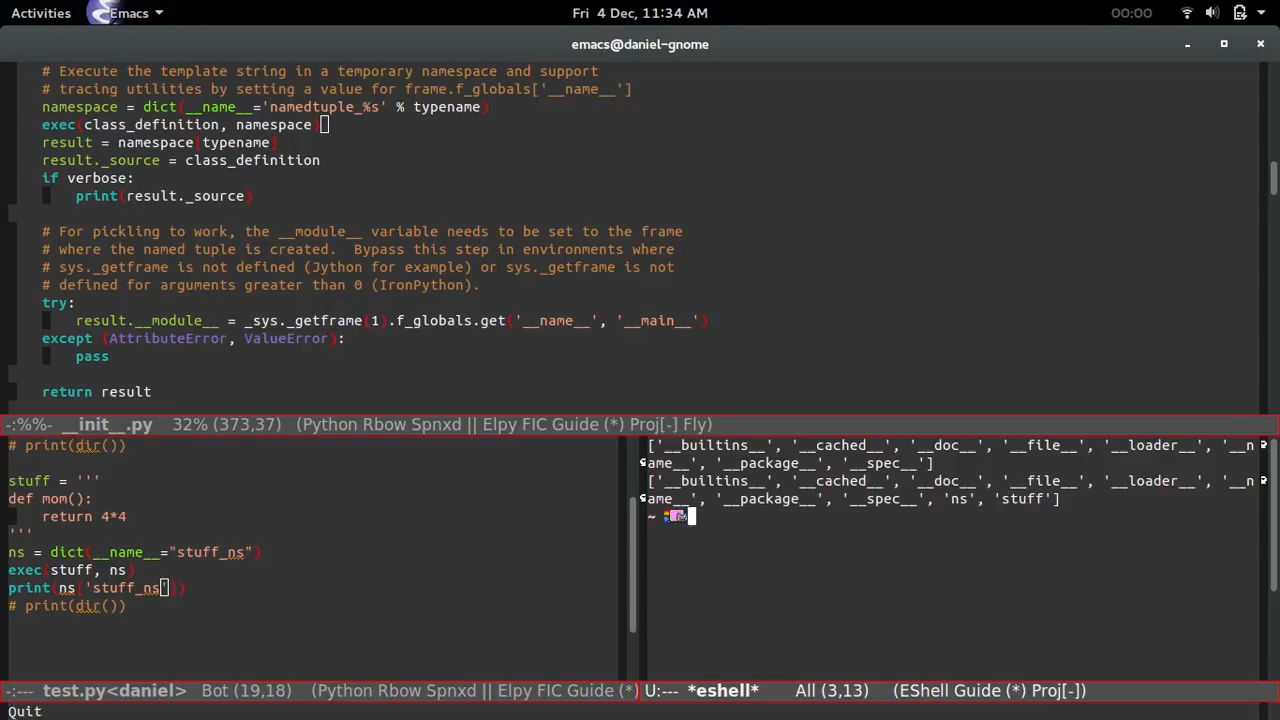 Activities Emacs Fri 4 Dec, 11:34 AM 00:00
emacs@daniel-gnome
# Execute the template string in a temporary namespace and support
# tracing utilities by setting a value for frame.f_globals['__name__']
namespace = dict(__name__='namedtuple_%s' % typename)
exec(class_definition, namespace)
result = namespace[typename]
result._source = class_definition
if verbose:
print(result._source)
# For pickling to work, the __module__ variable needs to be set to the frame
# where the named tuple is created.  Bypass this step in environments where
# sys._getframe is not defined (Jython for example) or sys._getframe is not
# defined for arguments greater than 0 (IronPython).
try:
result.__module__ = _sys._getframe(1).f_globals.get('__name__', '__main__')
except (AttributeError, ValueError):
pass
return result
-:%%- __init__.py 32% (373,37) (Python Rbow Spnxd || Elpy FIC Guide (*) Proj[-] Fly)
# print(dir())
stuff = '''
def mom():
return 4*4
'''
ns = dict(__name__="stuff_ns")
exec(stuff, ns)
print(ns['stuff_ns'])
# print(dir())
-:--- test.py<daniel> Bot (19,18) (Python Rbow Spnxd || Elpy FIC Guide (*)
['__builtins__', '__cached__', '__doc__', '__file__', '__loader__', '__n
ame__', '__package__', '__spec__']
['__builtins__', '__cached__', '__doc__', '__file__', '__loader__', '__n
ame__', '__package__', '__spec__', 'ns', 'stuff']
~
U:--- *eshell* All (3,13) (EShell Guide (*) Proj[-])
Quit